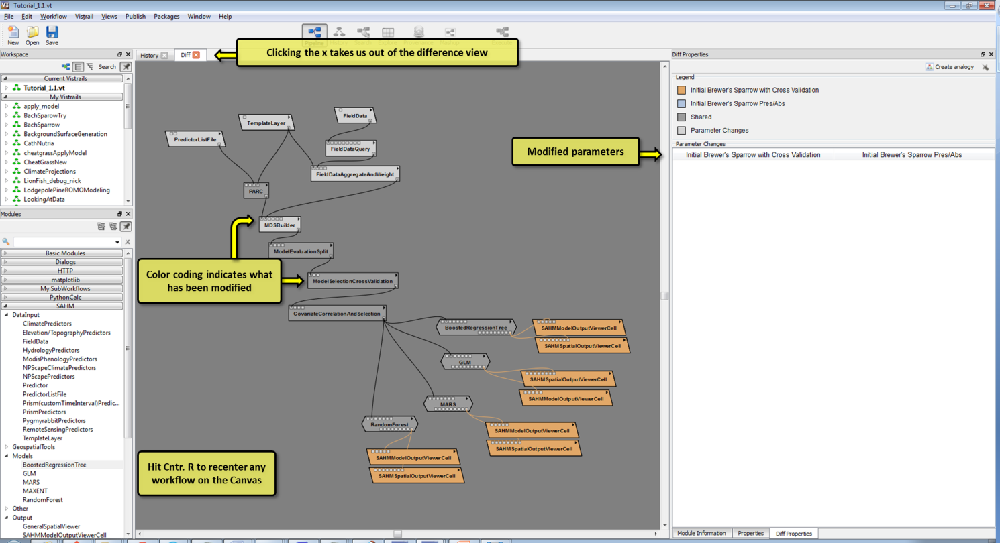 Tutorial_1.1.vt
File Edit Workflow Vistrail Views Publish Packages Window Help
New Open Save
Clicking the x takes us out of the difference view
Workspace
Search
Current Vistrails
Tutorial_1.1.vt
My Vistrails
apply_model
BachSparowTry
BachSparrow
BackgroundSurfaceGeneration
CathNutria
cheatgrassApplyModel
CheatGrassNew
ClimateProjections
LionFish_debug_nick
LodgepolePineROMOModeling
LookingAtData
Modules
Basic Modules
Dialogs
HTTP
matplotlib
My SubWorkflows
PythonCalc
SAHM
DataInput
ClimatePredictors
Elevation/TopographyPredictors
FieldData
HydrologyPredictors
ModisPhenologyPredictors
NPScapeClimatePredictors
NPScapePredictors
Predictor
PredictorListFile
Prism(customTimeInterval)Predic...
PrismPredictors
PygmyrabbitPredictors
RemoteSensingPredictors
TemplateLayer
GeospatialTools
Models
BoostedRegressionTree
GLM
MARS
MAXENT
RandomForest
Other
Output
GeneralSpatialViewer
SAHMModelOutputViewerCell
History Diff
FieldData
TemplateLayer
PredictorListFile
FieldDataQuery
FieldDataAggregateAndWeight
PARC
MDSBuilder
ModelEvaluationSplit
Color coding indicates what
has been modified
ModelSelectionCrossValidation
CovariateCorrelationAndSelection
BoostedRegressionTree
SAHMModelOutputViewerCell
SAHMSpatialOutputViewerCell
GLM
SAHMSpatialOutputViewerCell
SAHMModelOutputViewerCell
MARS
SAHMModelOutputViewerCell
SAHMSpatialOutputViewerCell
RandomForest
SAHMModelOutputViewerCell
SAHMSpatialOutputViewerCell
Hit Cntr. R to recenter any
workflow on the Canvas
Modified parameters
Diff Properties
Create analogy
Legend
Initial Brewer's Sparrow with Cross Validation
Initial Brewer's Sparrow Pres/Abs
Shared
Parameter Changes
Parameter Changes
Initial Brewer's Sparrow with Cross Validation Initial Brewer's Sparrow Pres/Abs
Module Information Properties Diff Properties